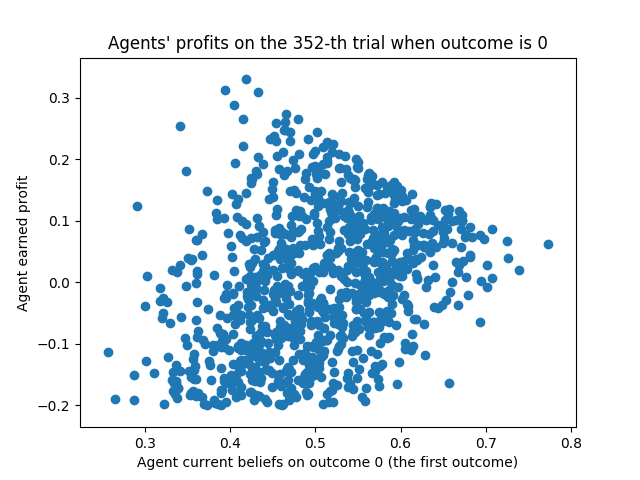 Agents' profits on the 352-th trial when outcome is 0
0.3
0.2
0.1
0.0
−0.1
−0.2
Agent earned profit
0.3 0.4 0.5 0.6 0.7 0.8
Agent current beliefs on outcome 0 (the first outcome)